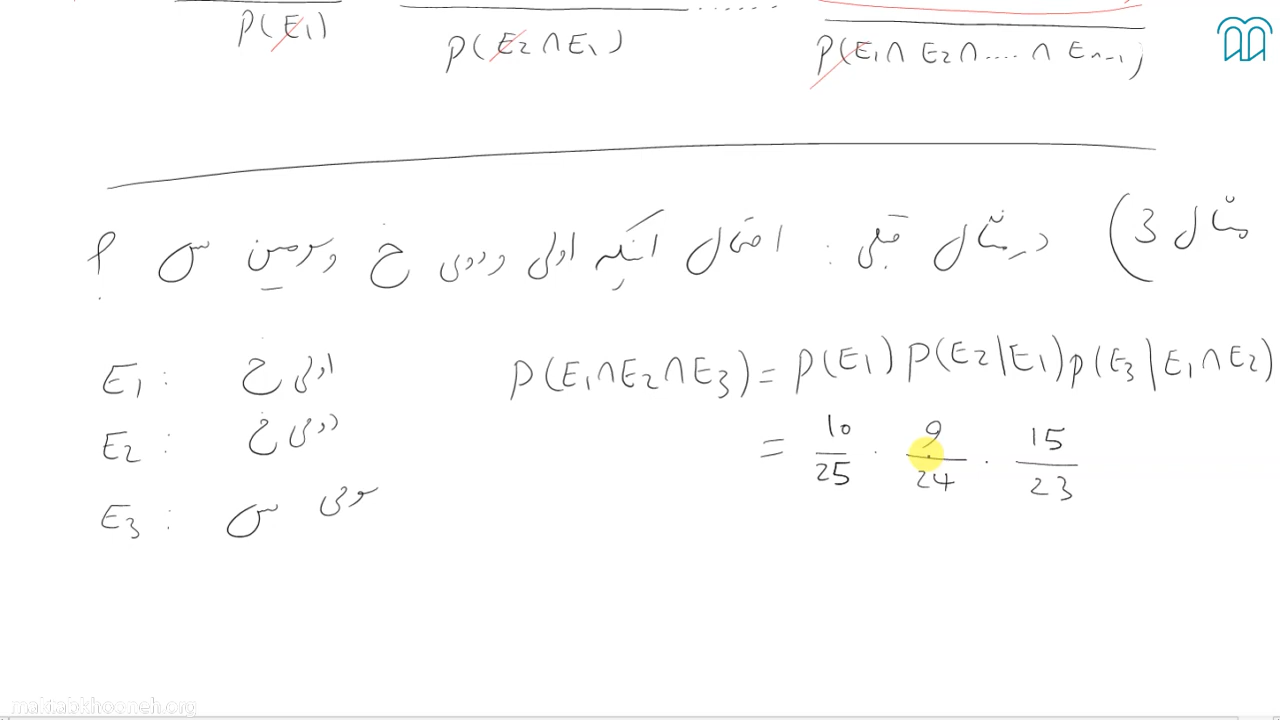 P(E1) P(E2 ∩ E1) ...... P(E1 ∩ E2 ∩ .... ∩ En-1)
مثال 3) در مثال قبلی : احتمال اینکه اولی و دومی خ و سومین س ؟
E1 : اولی خ
E2 : دومی خ
E3 : سومی س
P(E1 ∩ E2 ∩ E3) = P(E1) P(E2|E1) P(E3|E1 ∩ E2)
= 10/25 . 9/24 . 15/23
maktabkhooneh.org